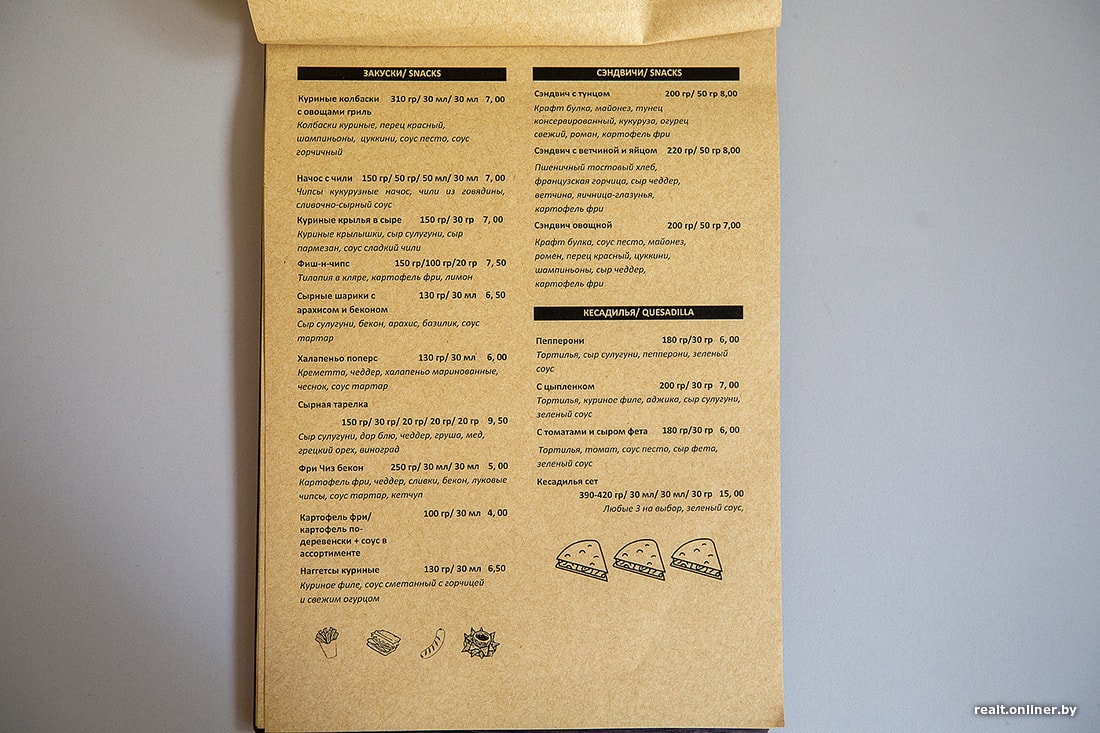 ЗАКУСКИ/ SNACKS
Куриные колбаски 310 гр/ 30 мл/ 30 мл 7, 00
с овощами гриль
Колбаски куриные, перец красный,
шампиньоны, цуккини, соус песто, соус
горчичный
Начос с чили 150 гр/ 50 гр/ 50 мл/ 30 мл 7, 00
Чипсы кукурузные начос, чили из говядины,
сливочно-сырный соус
Куриные крылья в сыре 150 гр/ 30 гр 7, 00
Куриные крылышки, сыр сулугуни, сыр
пармезан, соус сладкий чили
Фиш-н-чипс 150 гр/100 гр/20 гр 7, 50
Тилапия в кляре, картофель фри, лимон
Сырные шарики с 130 гр/ 30 мл 6, 50
арахисом и беконом
Сыр сулугуни, бекон, арахис, базилик, соус
тартар
Халапеньо поперс 130 гр/ 30 мл 6, 00
Креметта, чеддер, халапеньо маринованные,
чеснок, соус тартар
Сырная тарелка
150 гр/ 30 гр/ 20 гр/ 20 гр/ 20 гр 9, 50
Сыр сулугуни, дор блю, чеддер, груша, мед,
грецкий орех, виноград
Фри Чиз бекон 250 гр/ 30 мл/ 30 мл 5, 00
Картофель фри, чеддер, сливки, бекон, луковые
чипсы, соус тартар, кетчуп
Картофель фри/ 100 гр/ 30 мл 4, 00
картофель по-
деревенски + соус в
ассортименте
Наггетсы куриные 130 гр/ 30 мл 6,50
Куриное филе, соус сметанный с горчицей
и свежим огурцом
СЭНДВИЧИ/ SNACKS
Сэндвич с тунцом 200 гр/ 50 гр 8,00
Крафт булка, майонез, тунец
консервированный, кукуруза, огурец
свежий, роман, картофель фри
Сэндвич с ветчиной и яйцом 220 гр/ 50 гр 8,00
Пшеничный тостовый хлеб,
французская горчица, сыр чеддер,
ветчина, яичница-глазунья,
картофель фри
Сэндвич овощной 200 гр/ 50 гр 7,00
Крафт булка, соус песто, майонез,
ромен, перец красный, цуккини,
шампиньоны, сыр чеддер,
картофель фри
КЕСАДИЛЬЯ/ QUESADILLA
Пепперони 180 гр/30 гр 6, 00
Тортилья, сыр сулугуни, пепперони, зеленый
соус
С цыпленком 200 гр/ 30 гр 7, 00
Тортилья, куриное филе, аджика, сыр сулугуни,
зеленый соус
С томатами и сыром фета 180 гр/30 гр 6, 00
Тортилья, томат, соус песто, сыр фета,
зеленый соус
Кесадилья сет
390-420 гр/ 30 мл/ 30 мл/ 30 гр 15, 00
Любые 3 на выбор, зеленый соус,
realt.onliner.by